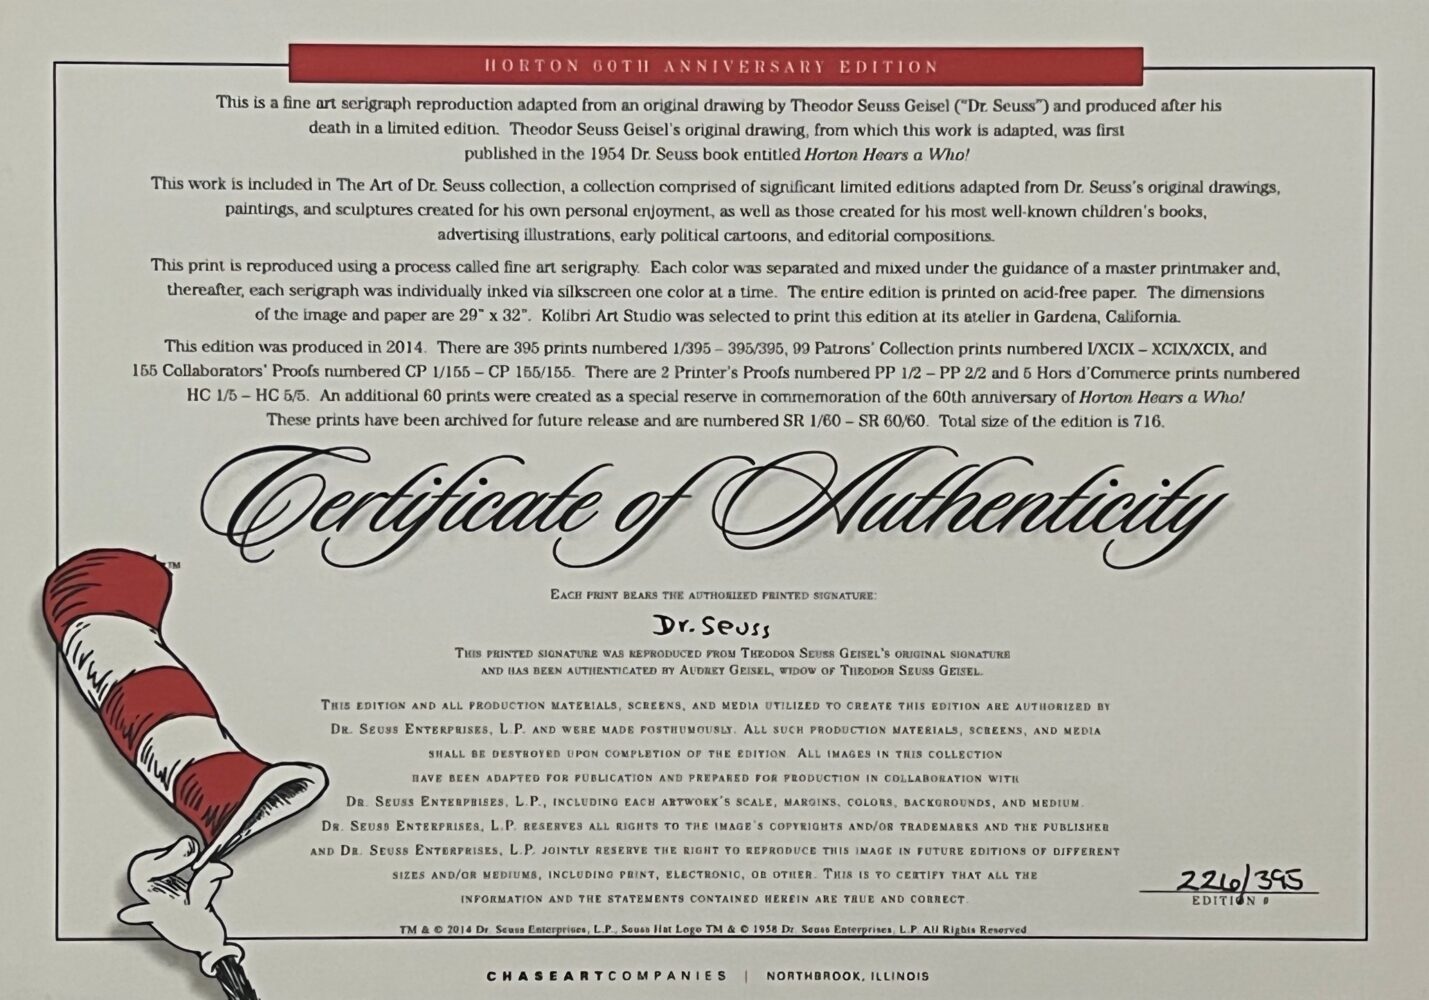 HORTON 60TH ANNIVERSARY EDITION
This is a fine art serigraph reproduction adapted from an original drawing by Theodor Seuss Geisel ("Dr. Seuss") and produced after his
death in a limited edition. Theodor Seuss Geisel's original drawing, from which this work is adapted, was first
published in the 1954 Dr. Seuss book entitled Horton Hears a Who!
This work is included in The Art of Dr. Seuss collection, a collection comprised of significant limited editions adapted from Dr. Seuss's original drawings,
paintings, and sculptures created for his own personal enjoyment, as well as those created for his most well-known children's books,
advertising illustrations, early political cartoons, and editorial compositions.
This print is reproduced using a process called fine art serigraphy. Each color was separated and mixed under the guidance of a master printmaker and,
thereafter, each serigraph was individually inked via silkscreen one color at a time. The entire edition is printed on acid-free paper. The dimensions
of the image and paper are 29" x 32". Kolibri Art Studio was selected to print this edition at its atelier in Gardena, California.
This edition was produced in 2014. There are 395 prints numbered 1/395 – 395/395, 99 Patrons' Collection prints numbered I/XCIX – XCIX/XCIX, and
155 Collaborators' Proofs numbered CP 1/155 – CP 155/155. There are 2 Printer's Proofs numbered PP 1/2 – PP 2/2 and 5 Hors d'Commerce prints numbered
HC 1/5 – HC 5/5. An additional 60 prints were created as a special reserve in commemoration of the 60th anniversary of Horton Hears a Who!
These prints have been archived for future release and are numbered SR 1/60 – SR 60/60. Total size of the edition is 716.
Certificate of Authenticity
TM
EACH PRINT BEARS THE AUTHORIZED PRINTED SIGNATURE:
Dr. Seuss
THIS PRINTED SIGNATURE WAS REPRODUCED FROM THEODOR SEUSS GEISEL'S ORIGINAL SIGNATURE
AND HAS BEEN AUTHENTICATED BY AUDREY GEISEL, WIDOW OF THEODOR SEUSS GEISEL.
THIS EDITION AND ALL PRODUCTION MATERIALS, SCREENS, AND MEDIA UTILIZED TO CREATE THIS EDITION ARE AUTHORIZED BY
DR. SEUSS ENTERPRISES, L.P. AND WERE MADE POSTHUMOUSLY. ALL SUCH PRODUCTION MATERIALS, SCREENS, AND MEDIA
SHALL BE DESTROYED UPON COMPLETION OF THE EDITION. ALL IMAGES IN THIS COLLECTION
HAVE BEEN ADAPTED FOR PUBLICATION AND PREPARED FOR PRODUCTION IN COLLABORATION WITH
DR. SEUSS ENTERPRISES, L.P., INCLUDING EACH ARTWORK'S SCALE, MARGINS, COLORS, BACKGROUNDS, AND MEDIUM.
DR. SEUSS ENTERPRISES, L.P. RESERVES ALL RIGHTS TO THE IMAGE'S COPYRIGHTS AND/OR TRADEMARKS AND THE PUBLISHER
AND DR. SEUSS ENTERPRISES, L.P. JOINTLY RESERVE THE RIGHT TO REPRODUCE THIS IMAGE IN FUTURE EDITIONS OF DIFFERENT
SIZES AND/OR MEDIUMS, INCLUDING PRINT, ELECTRONIC, OR OTHER. THIS IS TO CERTIFY THAT ALL THE
INFORMATION AND THE STATEMENTS CONTAINED HEREIN ARE TRUE AND CORRECT.
226/395
EDITION #
TM & © 2014 Dr. Seuss Enterprises, L.P., Seuss Hat Logo TM & © 1958 Dr. Seuss Enterprises, L.P. All Rights Reserved
CHASEARTCOMPANIES | NORTHBROOK, ILLINOIS